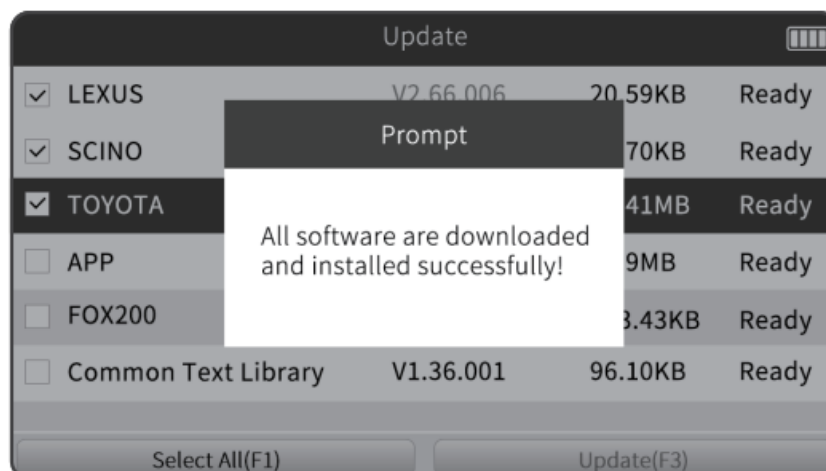 Update
LEXUS V2.66.006 20.59KB Ready
SCINO 70KB Ready
Prompt
TOYOTA 41MB Ready
All software are downloaded
and installed successfully!
APP 9MB Ready
FOX200 3.43KB Ready
Common Text Library V1.36.001 96.10KB Ready
Select All(F1) Update(F3)